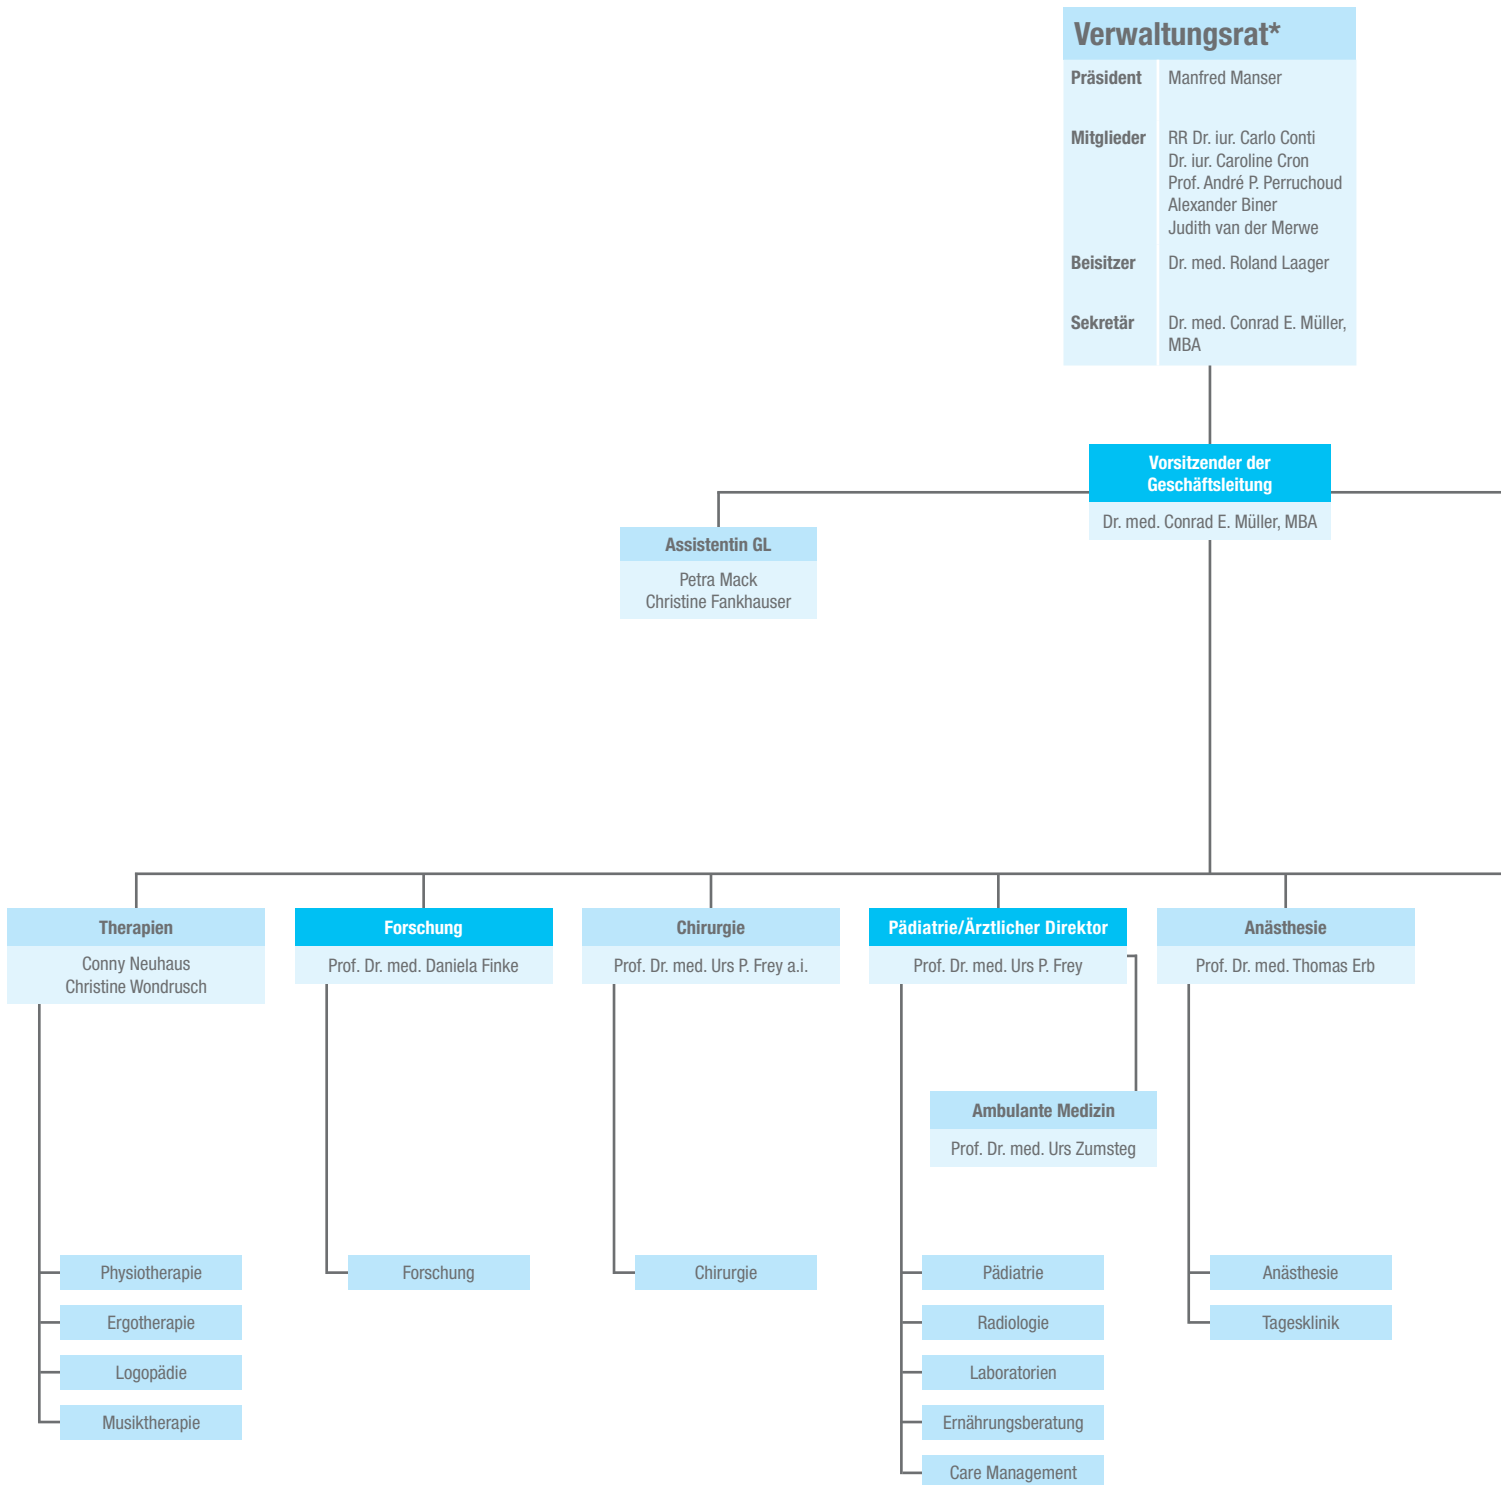 Verwaltungsrat*
Präsident Manfred Manser
Mitglieder RR Dr. iur. Carlo Conti
Dr. iur. Caroline Cron
Prof. André P. Perruchoud
Alexander Biner
Judith van der Merwe
Beisitzer Dr. med. Roland Laager
Sekretär Dr. med. Conrad E. Müller,
MBA
Vorsitzender der
Geschäftsleitung
Dr. med. Conrad E. Müller, MBA
Assistentin GL
Petra Mack
Christine Fankhauser
Therapien
Conny Neuhaus
Christine Wondrusch
Physiotherapie
Ergotherapie
Logopädie
Musiktherapie
Forschung
Prof. Dr. med. Daniela Finke
Forschung
Chirurgie
Prof. Dr. med. Urs P. Frey a.i.
Chirurgie
Pädiatrie/Ärztlicher Direktor
Prof. Dr. med. Urs P. Frey
Ambulante Medizin
Prof. Dr. med. Urs Zumsteg
Pädiatrie
Radiologie
Laboratorien
Ernährungsberatung
Care Management
Anästhesie
Prof. Dr. med. Thomas Erb
Anästhesie
Tagesklinik